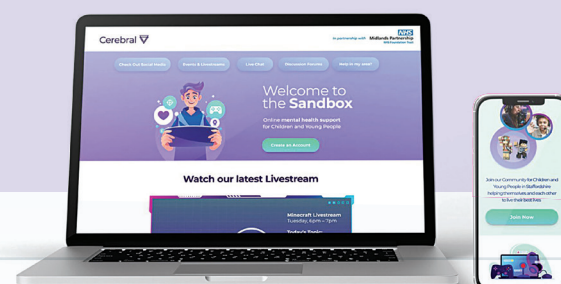 Cerebral
in partnership with
NHS
Midlands Partnership
NHS Foundation Trust
Check Out Social Media
Events & Livestreams
Live Chat
Discussion Forums
Help in my area?
Welcome to
the Sandbox
Online mental health support
for Children and Young People
Create an Account
Watch our latest Livestream
Minecraft Livestream
Tuesday, 6pm – 7pm
Today's Topic:
Join our Community for Children and
Young People in Staffordshire
helping themselves and each other
to live their best lives.
Join Now